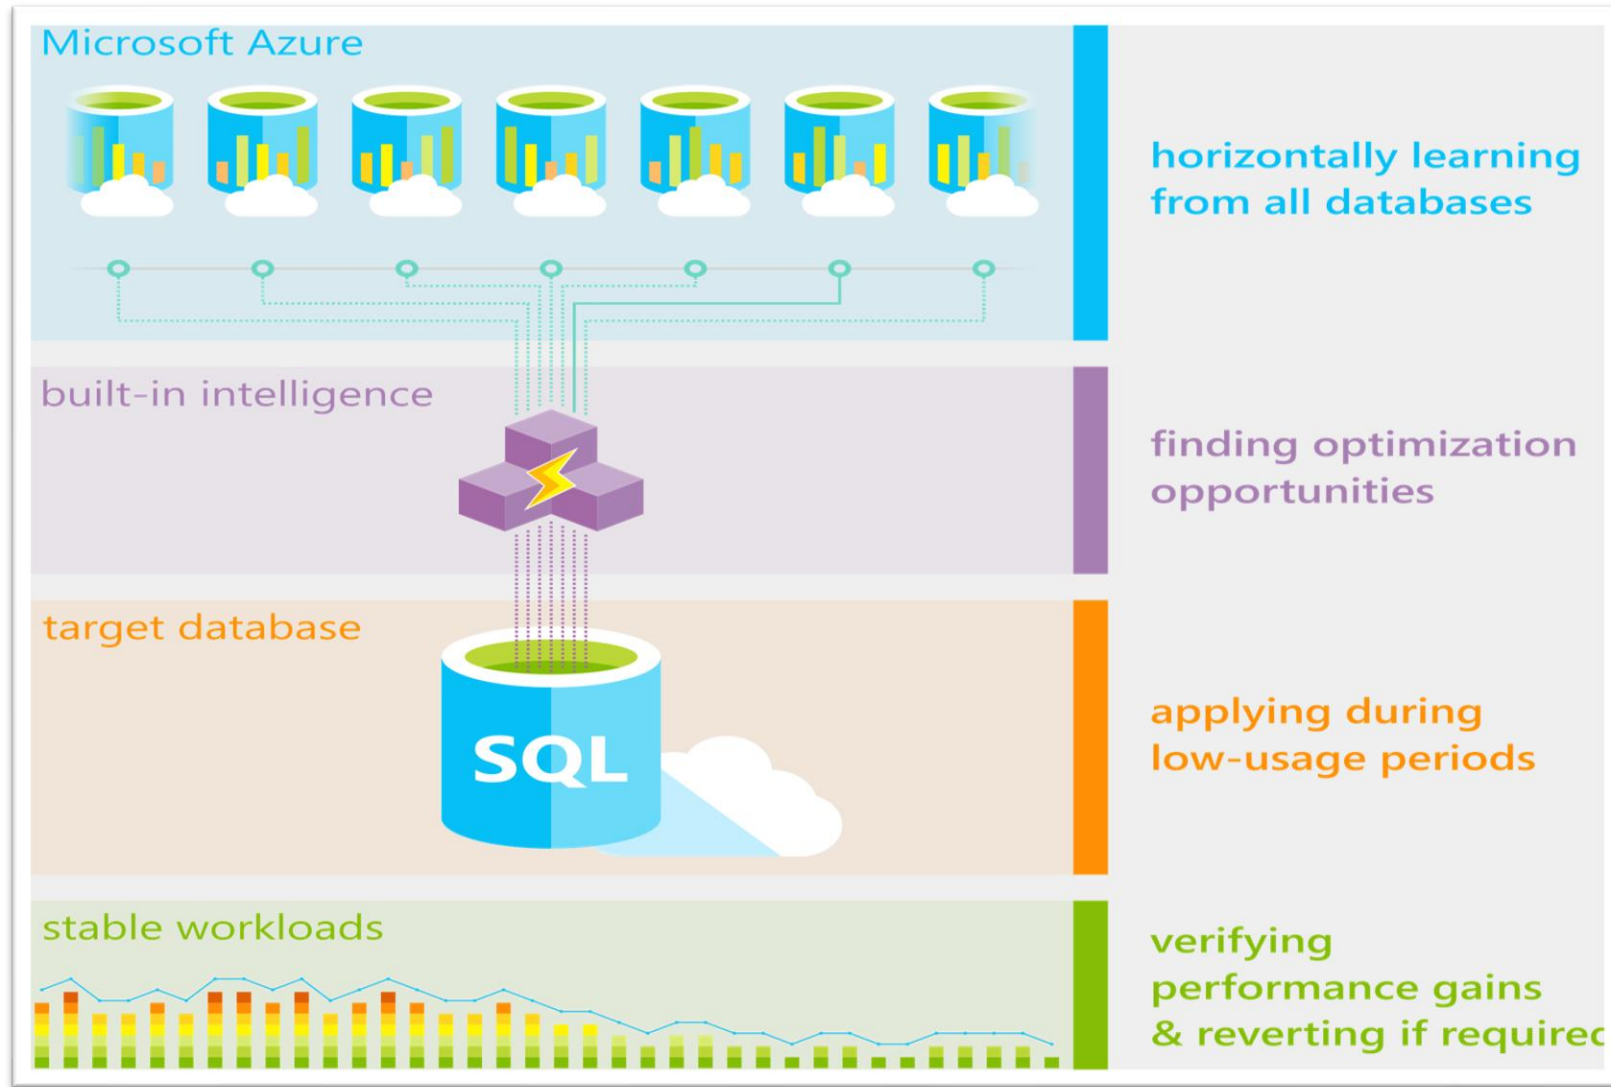 Microsoft Azure
horizontally learning
from all databases
built-in intelligence
finding optimization
opportunities
target database
SQL
applying during
low-usage periods
stable workloads
verifying
performance gains
& reverting if required